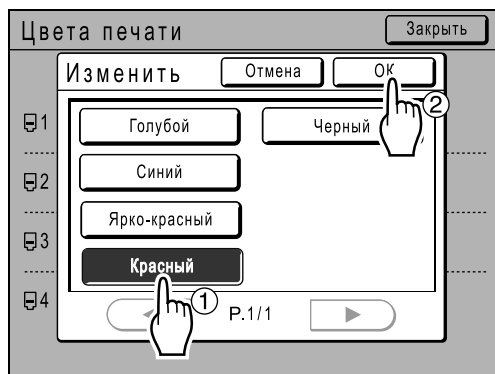 Цвета печати Закрыть
Изменить Отмена OK
②
1 Голубой Черный
2 Синий
Ярко-красный
3
Красный
4 ① P.1/1